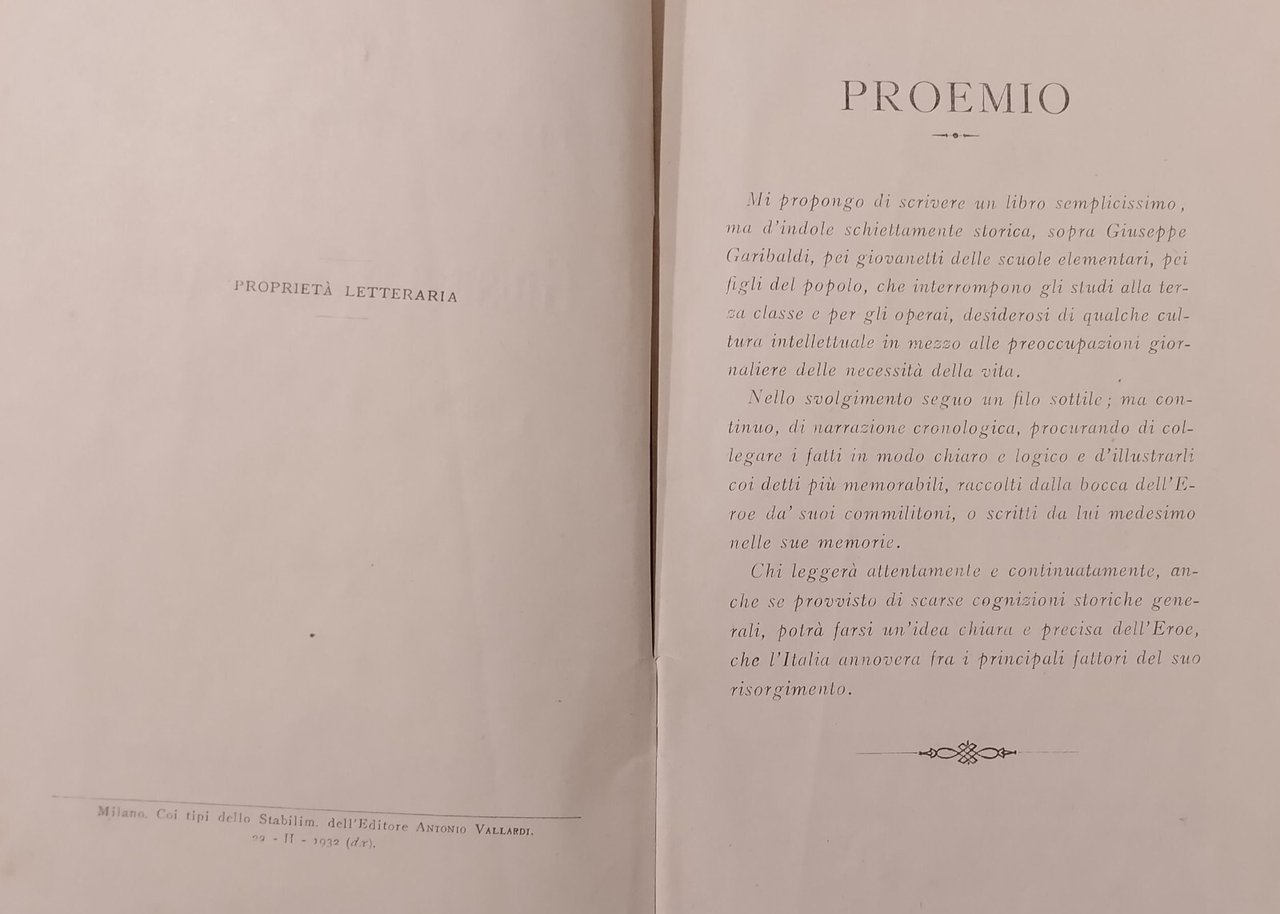 PROPRIETÀ LETTERARIA
Milano. Coi tipi dello Stabilim. dell'Editore ANTONIO VALLARDI.
22 - II - 1932 (d.r).
PROEMIO
Mi propongo di scrivere un libro semplicissimo,
ma d'indole schiettamente storica, sopra Giuseppe
Garibaldi, pei giovanetti delle scuole elementari, pei
figli del popolo, che interrompono gli studi alla ter-
za classe e per gli operai, desiderosi di qualche cul-
tura intellettuale in mezzo alle preoccupazioni gior-
naliere delle necessità della vita.
Nello svolgimento seguo un filo sottile; ma con-
tinuo, di narrazione cronologica, procurando di col-
legare i fatti in modo chiaro e logico e d'illustrarli
coi detti più memorabili, raccolti dalla bocca dell'E-
roe da' suoi commilitoni, o scritti da lui medesimo
nelle sue memorie.
Chi leggerà attentamente e continuatamente, an-
che se provvisto di scarse cognizioni storiche gene-
rali, potrà farsi un'idea chiara e precisa dell'Eroe,
che l'Italia annovera fra i principali fattori del suo
risorgimento.